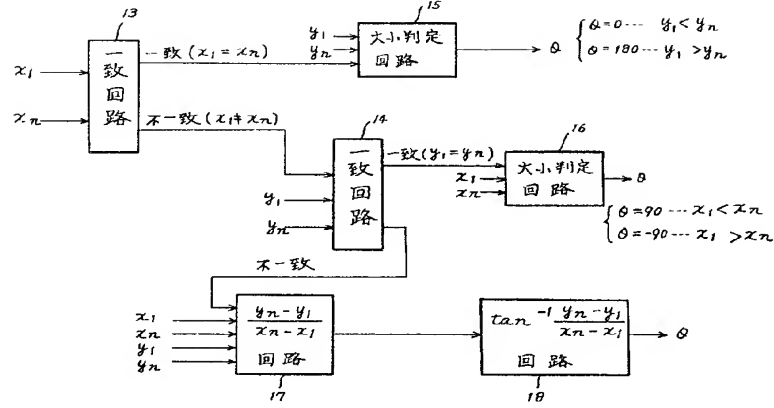 13
x1
xn
一致回路
一致(x1=xn)
不一致(x1≠xn)
15
y1
yn
大小判定
回路
θ
{ θ=0… y1<yn
θ=180… y1>yn
14
一致回路
y1
yn
一致(y1=yn)
不一致
16
x1
xn
大小判定
回路
θ
{ θ=90… x1<xn
θ=-90… x1>xn
x1
xn
y1
yn
yn-y1
xn-x1
回路
17
tan -1 yn-y1
xn-x1
回路
18
θ